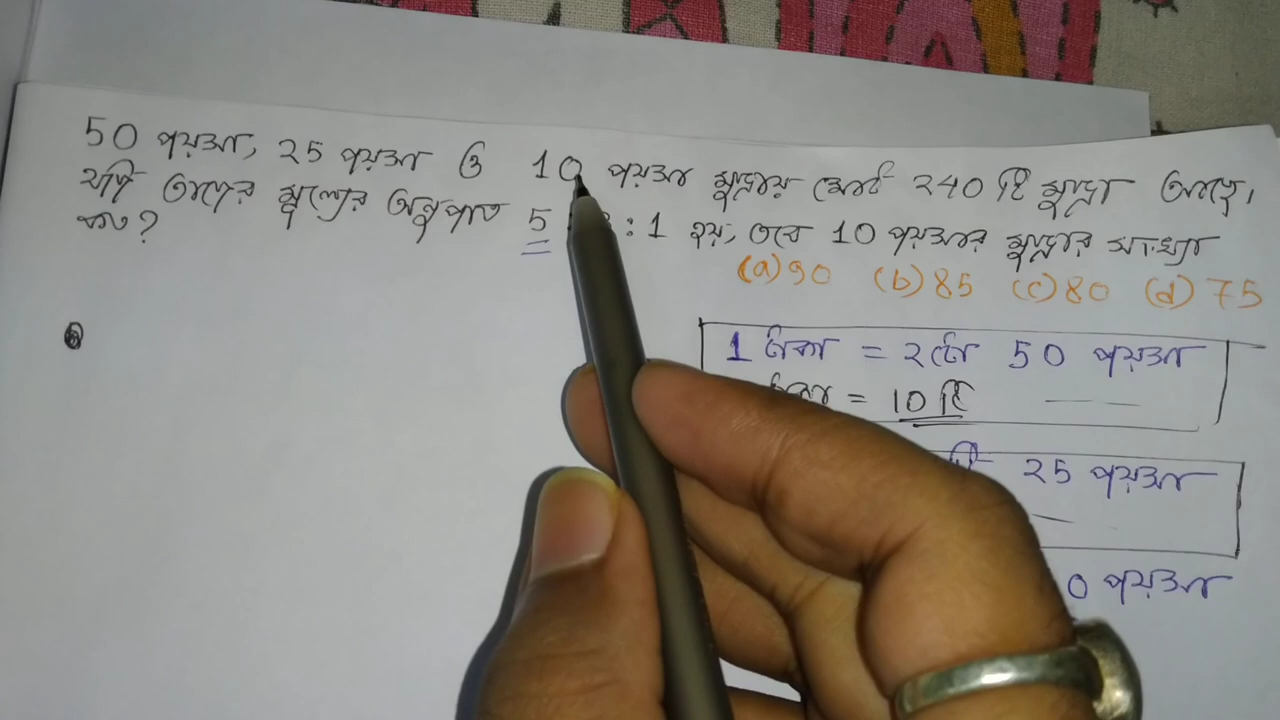 50 পয়সা, 25 পয়সা ও 10 পয়সা মুদ্রায় মোট 240 টি মুদ্রা আছে।
যদি তাদের মূল্যের অনুপাত 5 : 1 হয়, তবে 10 পয়সার মুদ্রার সংখ্যা
কত?
(a) 90 (b) 85 (c) 80 (d) 75
1 টাকা = 2টো 50 পয়সা
= 10 টি
টি 25 পয়সা
0 পয়সা